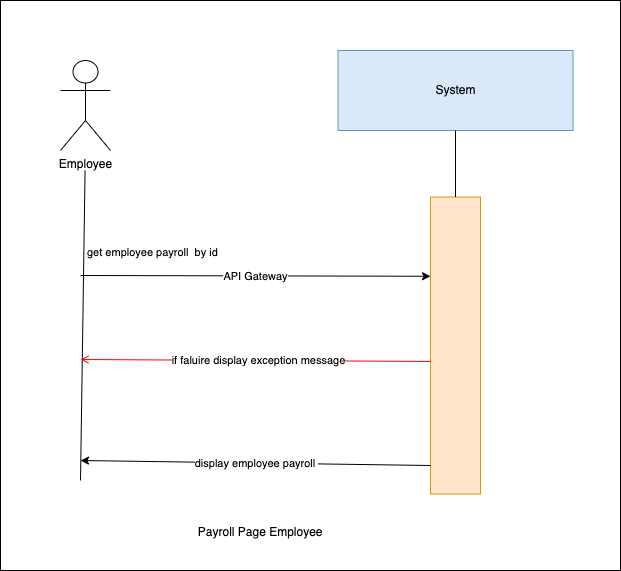 System
Employee
get employee payroll  by id
API Gateway
if faluire display exception message
display employee payroll
Payroll Page Employee